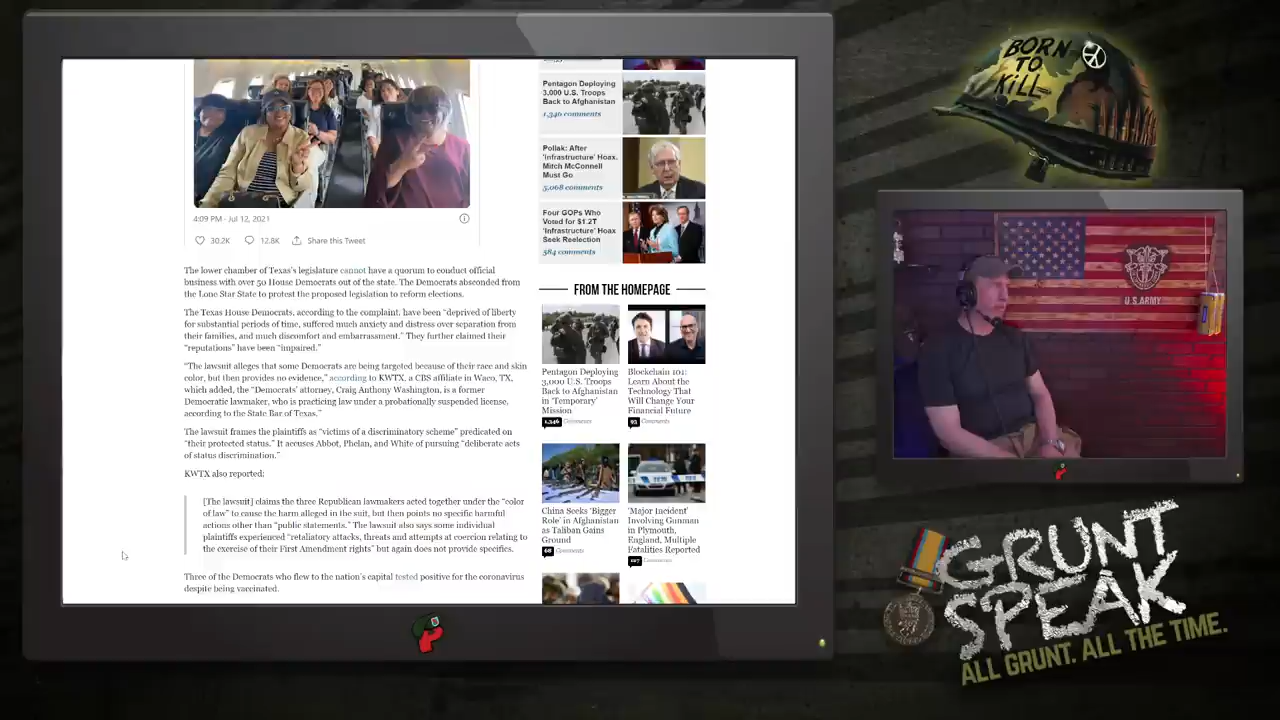 4:09 PM · Jul 12, 2021
30.2K
12.8K
Share this Tweet
The lower chamber of Texas's legislature cannot have a quorum to conduct official
business with over 50 House Democrats out of the state. The Democrats absconded from
the Lone Star State to protest the proposed legislation to reform elections.
The Texas House Democrats, according to the complaint, have been “deprived of liberty
for substantial periods of time, suffered much anxiety and distress over separation from
their families, and much discomfort and embarrassment.” They further claimed their
“reputations” have been “impaired.”
“The lawsuit alleges that some Democrats are being targeted because of their race and skin
color, but then provides no evidence,” according to KWTX, a CBS affiliate in Waco, TX,
which added, the “Democrats' attorney, Craig Anthony Washington, is a former
Democratic lawmaker, who is practicing law under a probationally suspended license,
according to the State Bar of Texas.”
The lawsuit frames the plaintiffs as “victims of a discriminatory scheme” predicated on
“their protected status.” It accuses Abbot, Phelan, and White of pursuing “deliberate acts
of status discrimination.”
KWTX also reported:
[The lawsuit] claims the three Republican lawmakers acted together under the “color
of law” to cause the harm alleged in the suit, but then points no specific harmful
actions other than “public statements.” The lawsuit also says some individual
plaintiffs experienced “retaliatory attacks, threats and attempts at coercion relating to
the exercise of their First Amendment rights” but again does not provide specifics.
Three of the Democrats who flew to the nation's capital tested positive for the coronavirus
despite being vaccinated.
Pentagon Deploying
3,000 U.S. Troops
Back to Afghanistan
1,346 comments
Pollak: After
'Infrastructure' Hoax,
Mitch McConnell
Must Go
5,068 comments
Four GOPs Who
Voted for $1.2T
'Infrastructure' Hoax
Seek Reelection
584 comments
FROM THE HOMEPAGE
Pentagon Deploying
3,000 U.S. Troops
Back to Afghanistan
in 'Temporary'
Mission
1,346 Comments
Blockchain 101:
Learn About the
Technology That
Will Change Your
Financial Future
Comments
China Seeks 'Bigger
Role' in Afghanistan
as Taliban Gains
Ground
Comments
'Major Incident'
Involving Gunman
in Plymouth,
England, Multiple
Fatalities Reported
Comments
BORN
TO
KILL
U.S. ARMY
GRUNT
SPEAK
ALL GRUNT. ALL THE TIME.